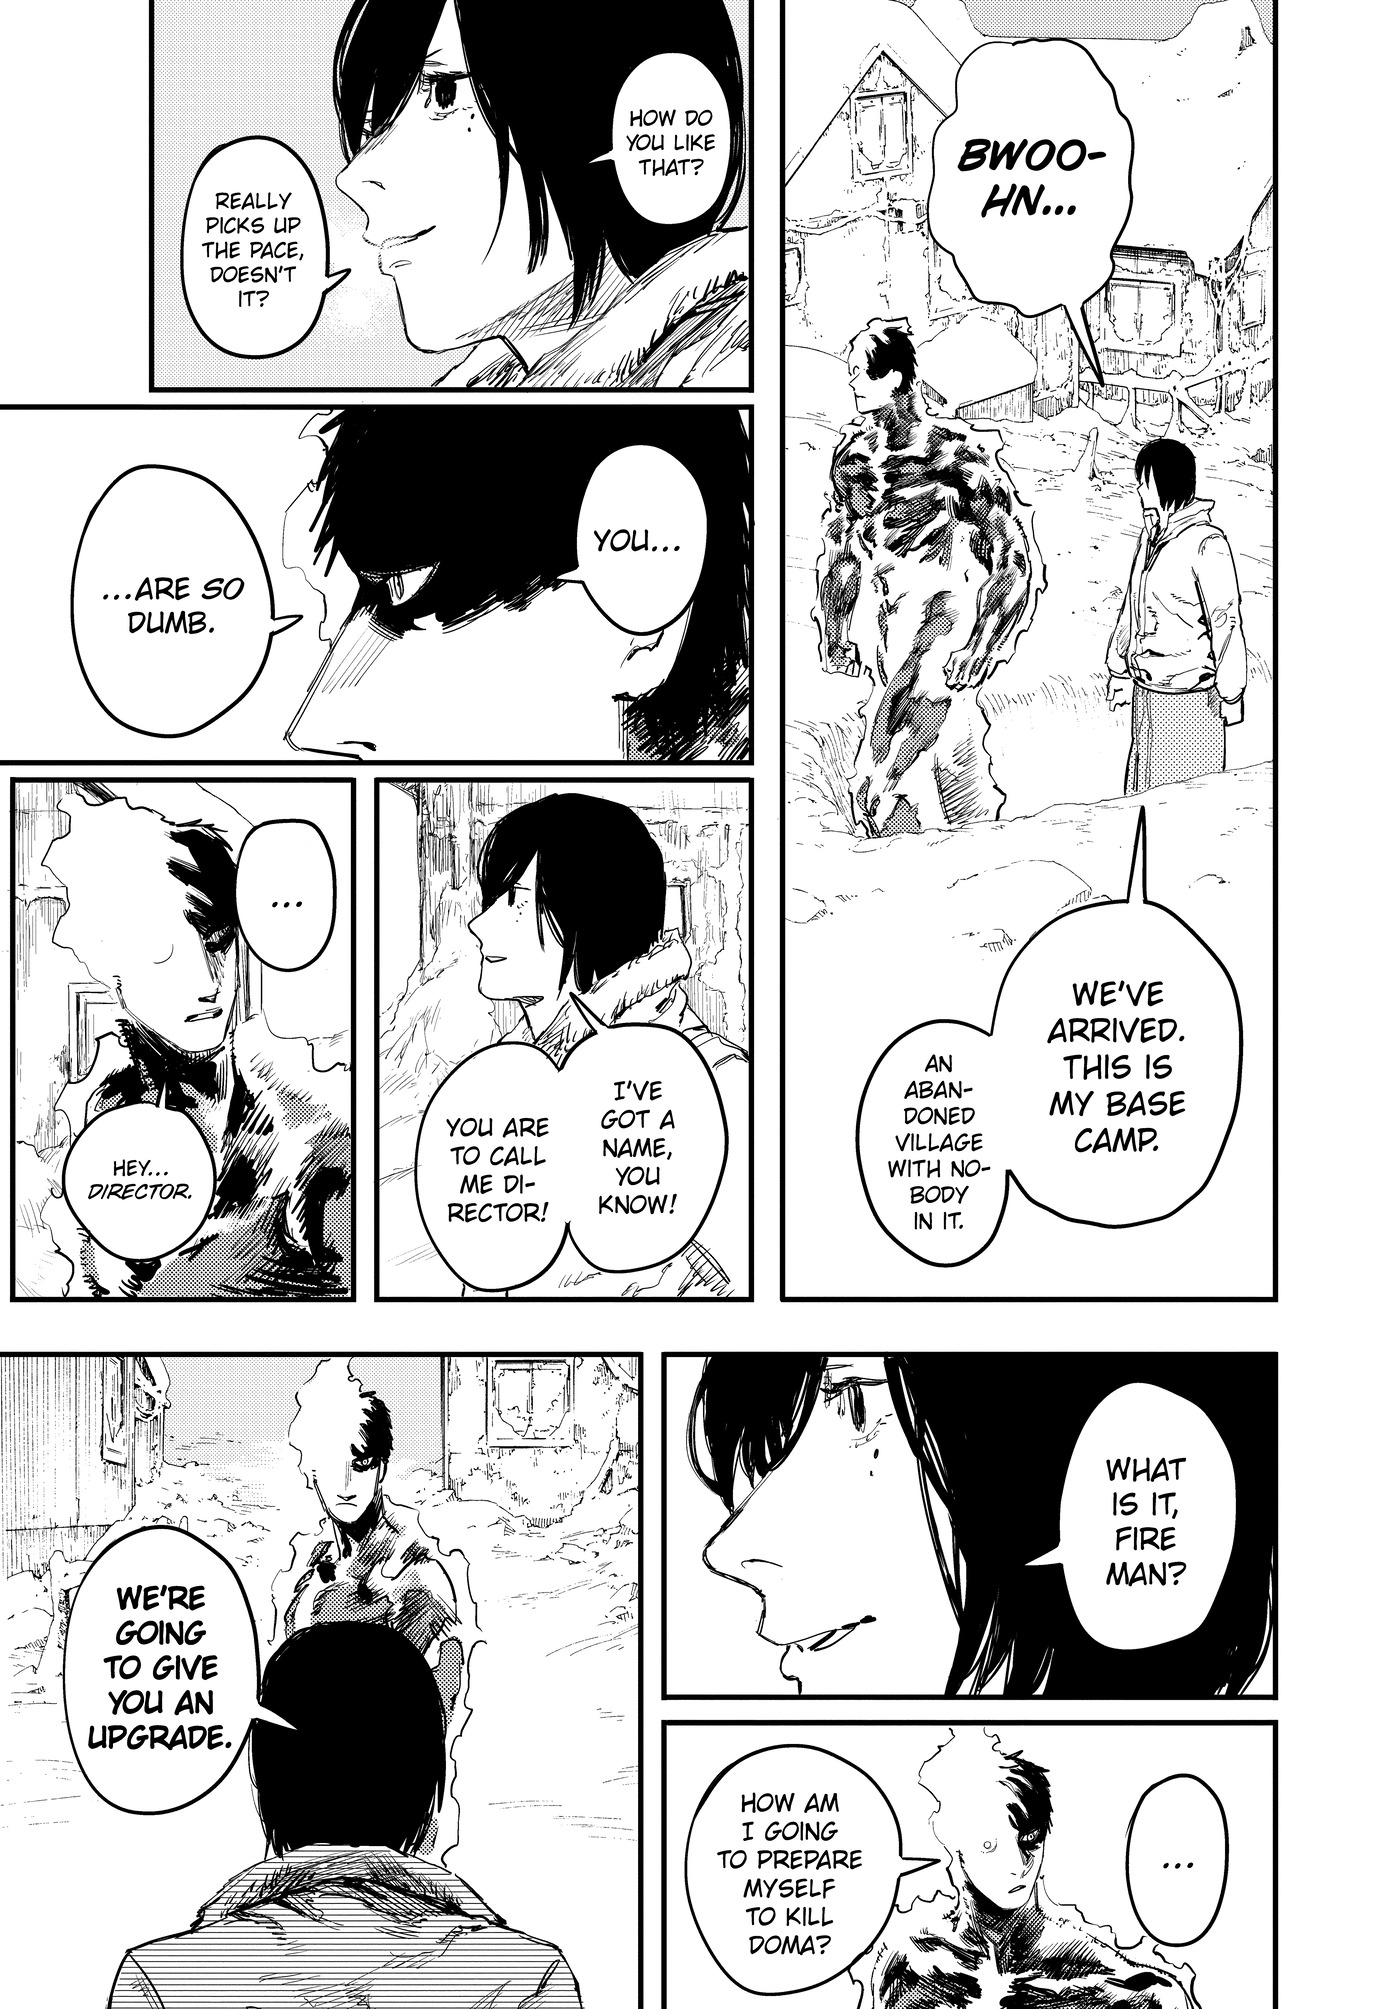 BWOO-
HN...
WE'VE
ARRIVED.
THIS IS
MY BASE
CAMP.
AN
ABAN-
DONED
VILLAGE
WITH NO-
BODY
IN IT.
HOW DO
YOU LIKE
THAT?
REALLY
PICKS UP
THE PACE,
DOESN'T
IT?
YOU...
...ARE SO
DUMB.
I'VE
GOT A
NAME,
YOU
KNOW!
YOU ARE
TO CALL
ME DI-
RECTOR!
...
HEY...
DIRECTOR.
WHAT
IS IT,
FIRE
MAN?
...
HOW AM
I GOING
TO PREPARE
MYSELF
TO KILL
DOMA?
WE'RE
GOING
TO GIVE
YOU AN
UPGRADE.